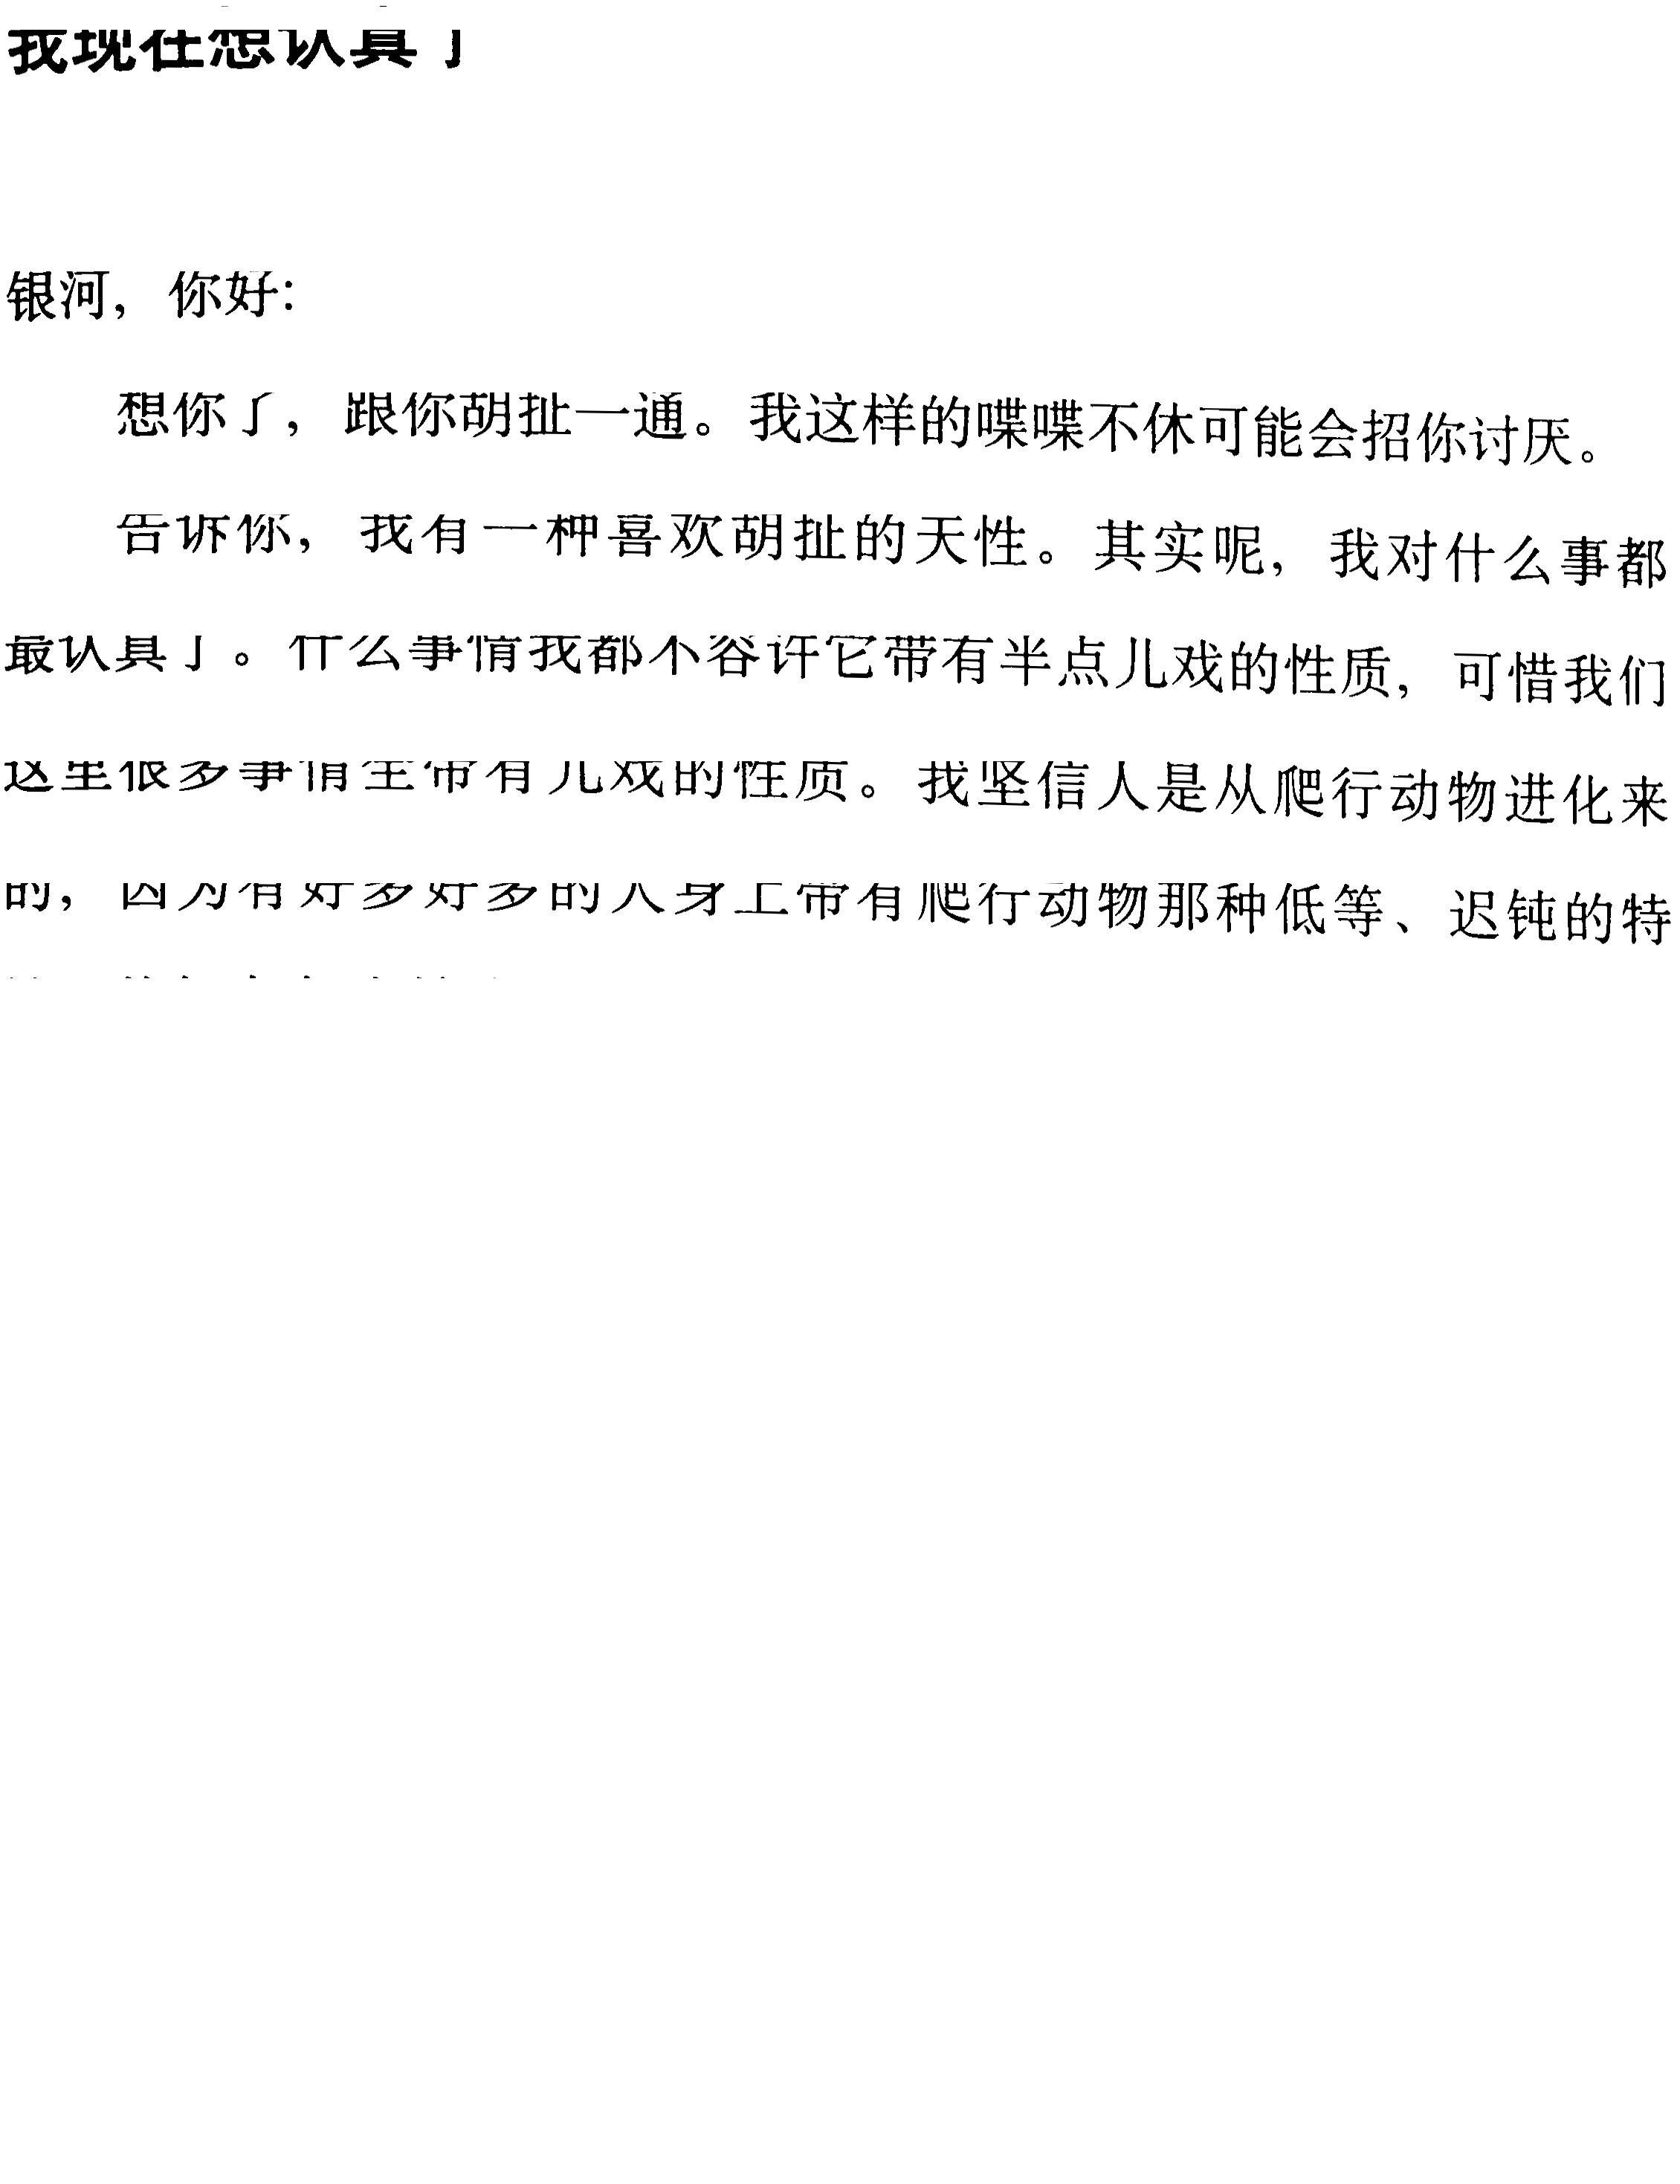 我现在想认真了
银河，你好：
想你了，跟你胡扯一通。我这样的喋喋不休可能会招你讨厌。
告诉你，我有一种喜欢胡扯的天性。其实呢，我对什么事都
最认真了。什么事情我都不容许它带有半点儿戏的性质，可惜我们
这里很多事情全带有儿戏的性质。我坚信人是从爬行动物进化来
的，因为有好多好多的人身上带有爬行动物那种低等、迟钝的特